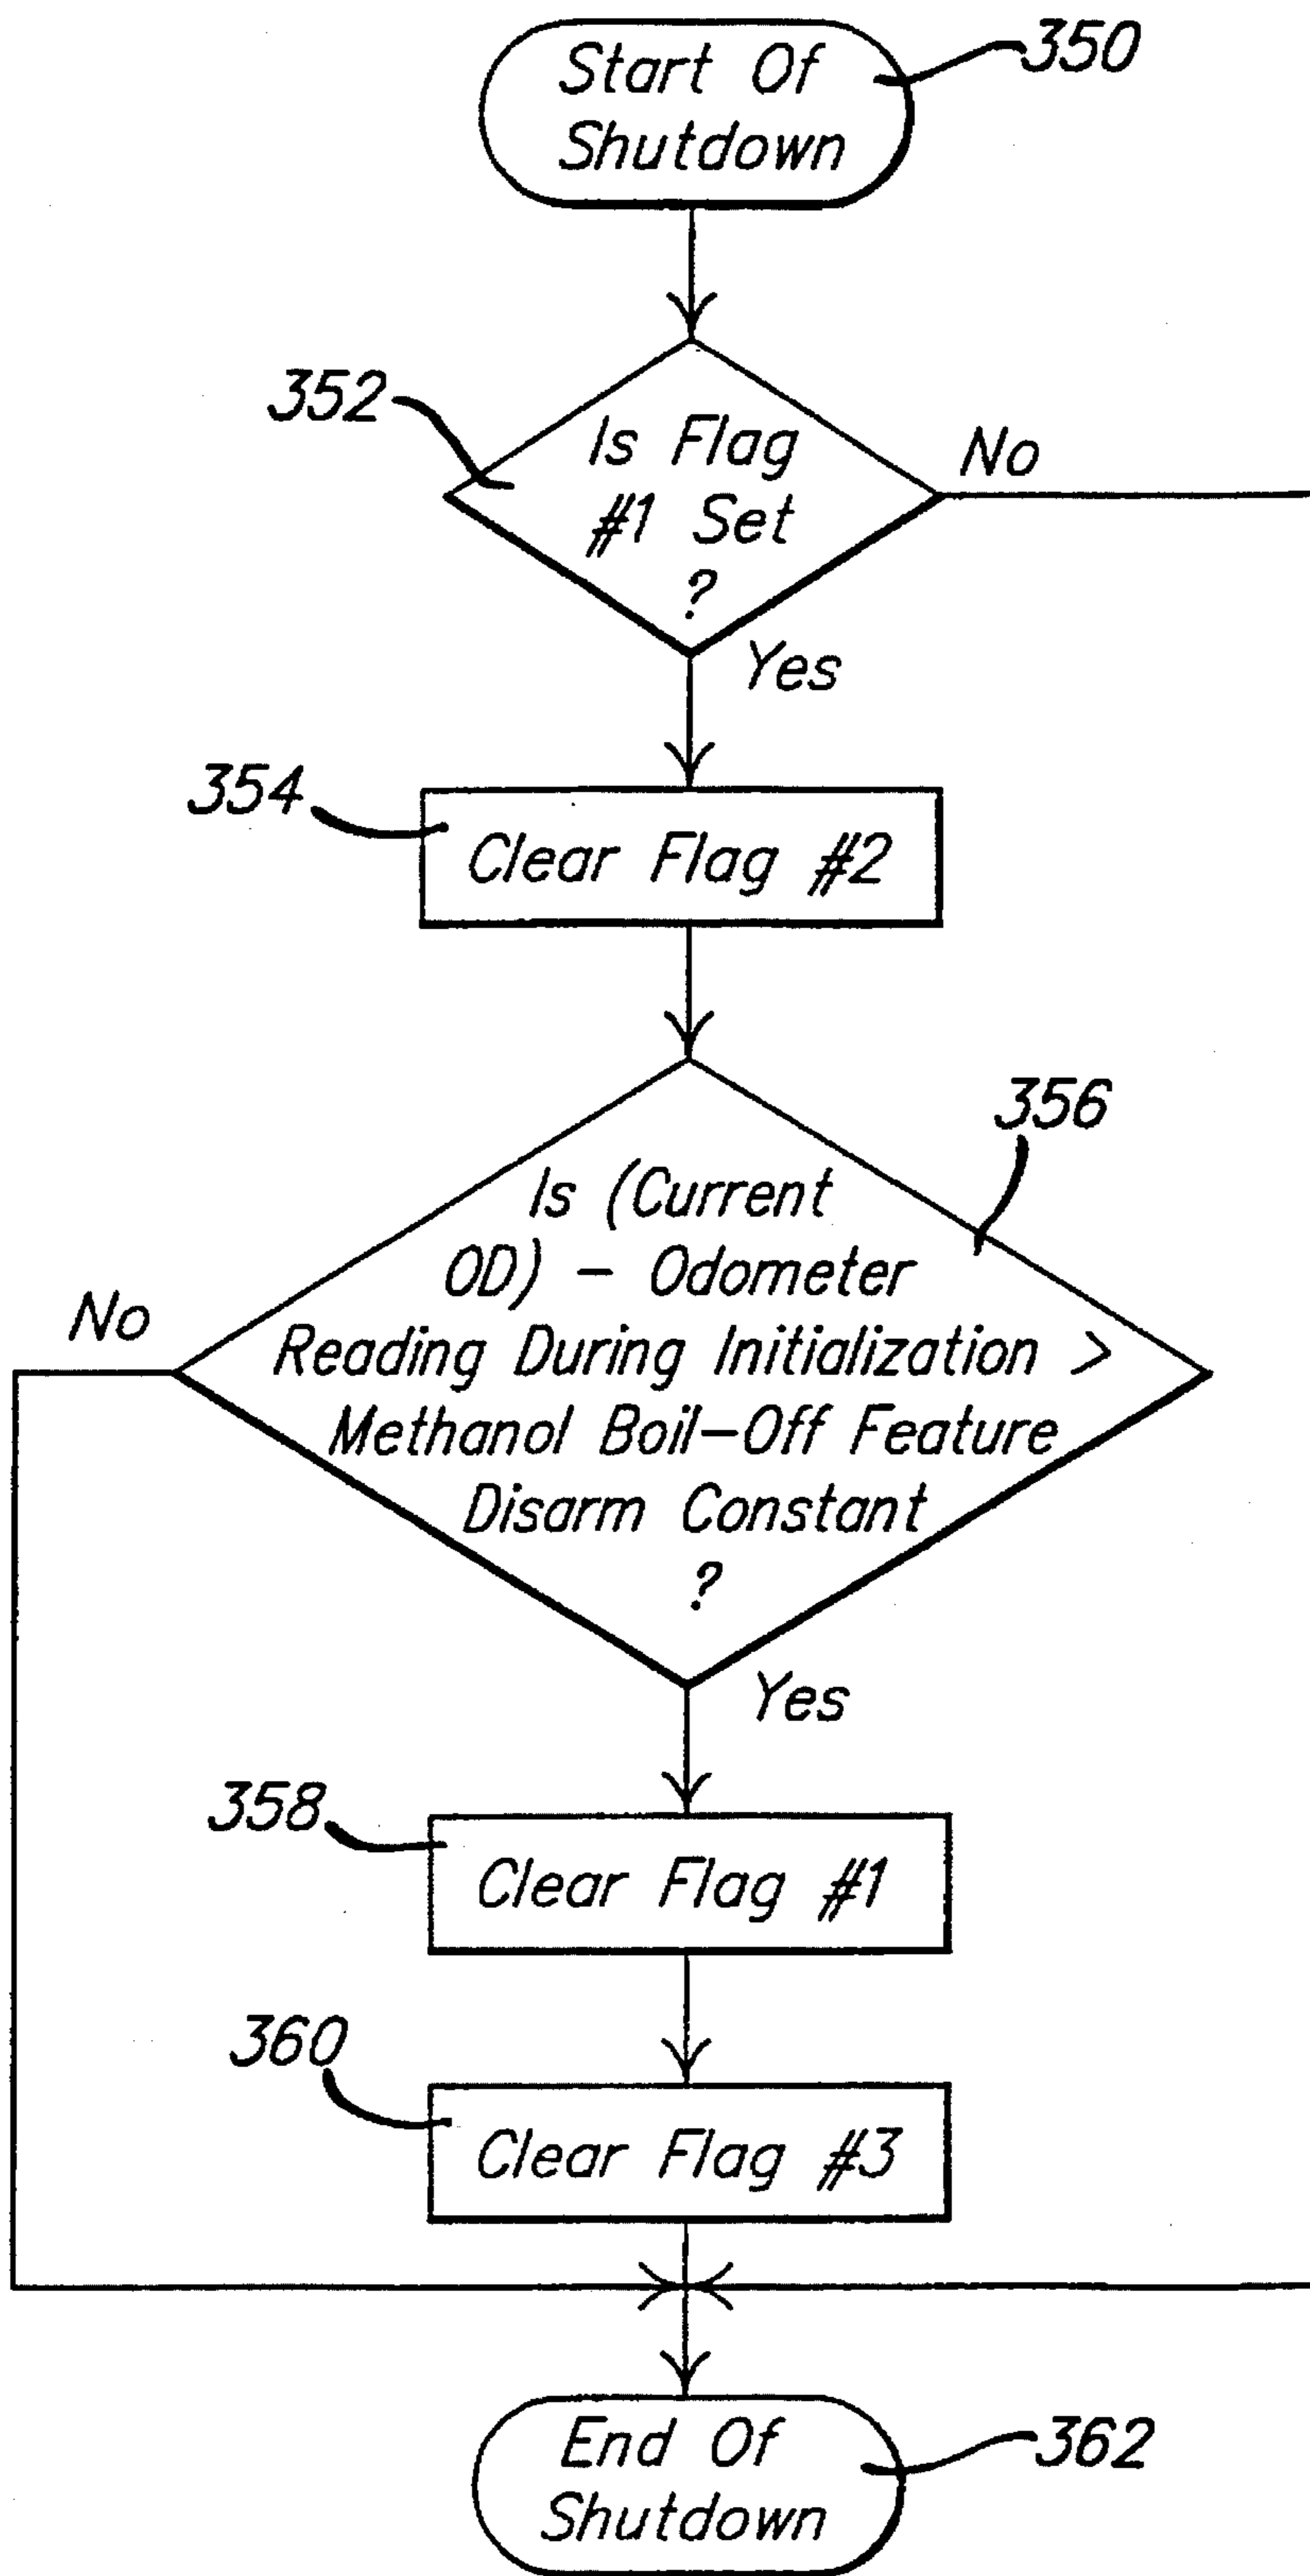 Start Of
Shutdown
350
352
Is Flag
#1 Set
?
No
Yes
354
Clear Flag #2
356
Is (Current
OD) - Odometer
Reading During Initialization >
Methanol Boil-Off Feature
Disarm Constant
?
No
Yes
358
Clear Flag #1
360
Clear Flag #3
End Of
Shutdown
362